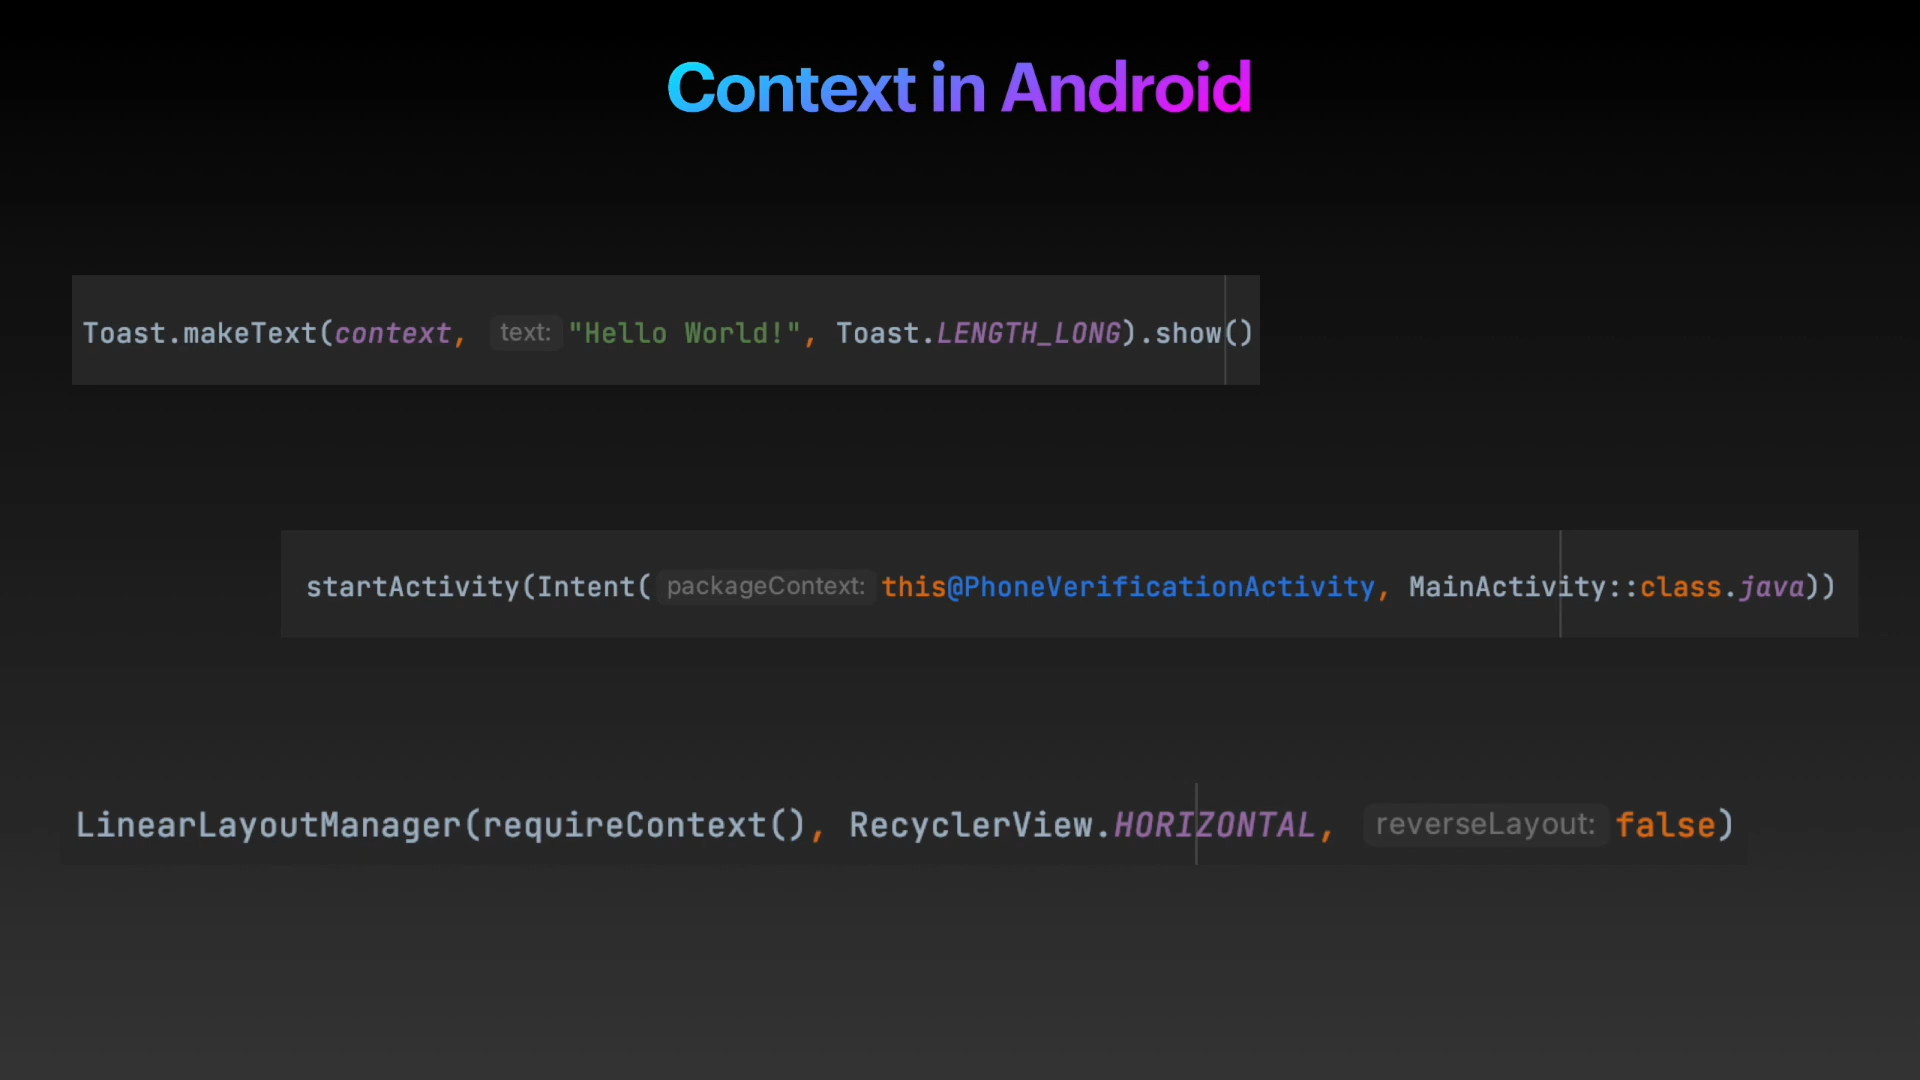 Context in Android
Toast.makeText(context, text: "Hello World!", Toast.LENGTH_LONG).show()
startActivity(Intent( packageContext: this@PhoneVerificationActivity, MainActivity::class.java))
LinearLayoutManager(requireContext(), RecyclerView.HORIZONTAL, reverseLayout: false)